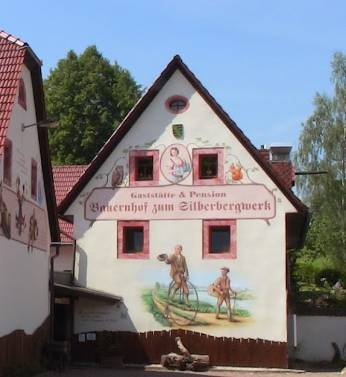 Gaststätte & Pension
Bauernhof zum Silberbergwerk